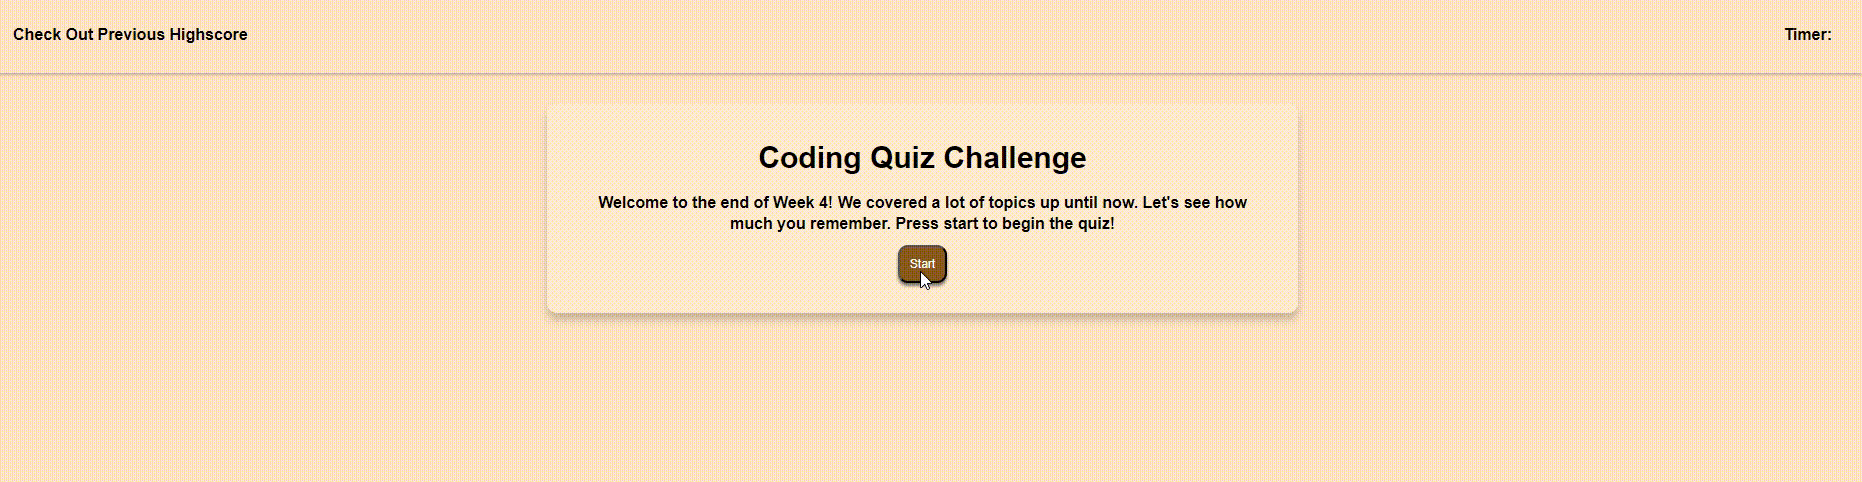 Check Out Previous Highscore
Timer:
Coding Quiz Challenge
Welcome to the end of Week 4! We covered a lot of topics up until now. Let's see how
much you remember. Press start to begin the quiz!
Start